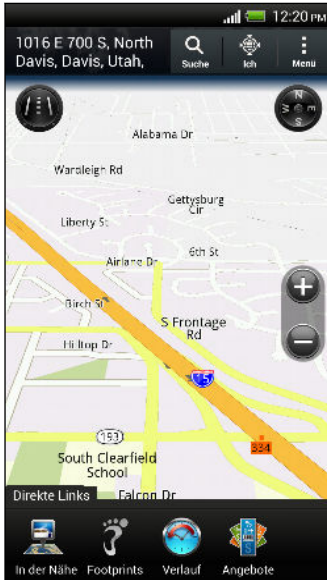 12:20 PM
1016 E 700 S, North
Davis, Davis, Utah,
Suche
Ich
Menü
N
W
E
S
Alabama Dr
Wardleigh Rd
Gettysburg
Cir
Liberty St
6th St
Airlane Dr
Birch St
S Frontage
Rd
Hilltop Dr
15
193
334
South Clearfield
School
Direkte Links
Falcon Dr
In der Nähe
Footprints
Verlauf
Angebote